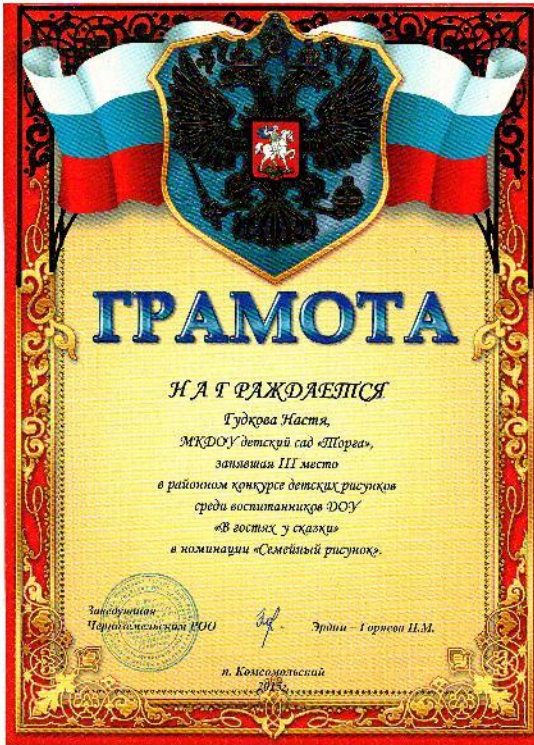 ГРАМОТА
НАГРАЖДАЕТСЯ
Гудкова Настя,
МКДОУ детский сад «Торга»,
занявшая III место
в районном конкурсе детских рисунков
среди воспитанников ДОУ
«В гостях у сказки»
в номинации «Семейный рисунок».
Заведующая
Черноземельским РОО Эрдни – Горяева Н.М.
п. Комсомольский